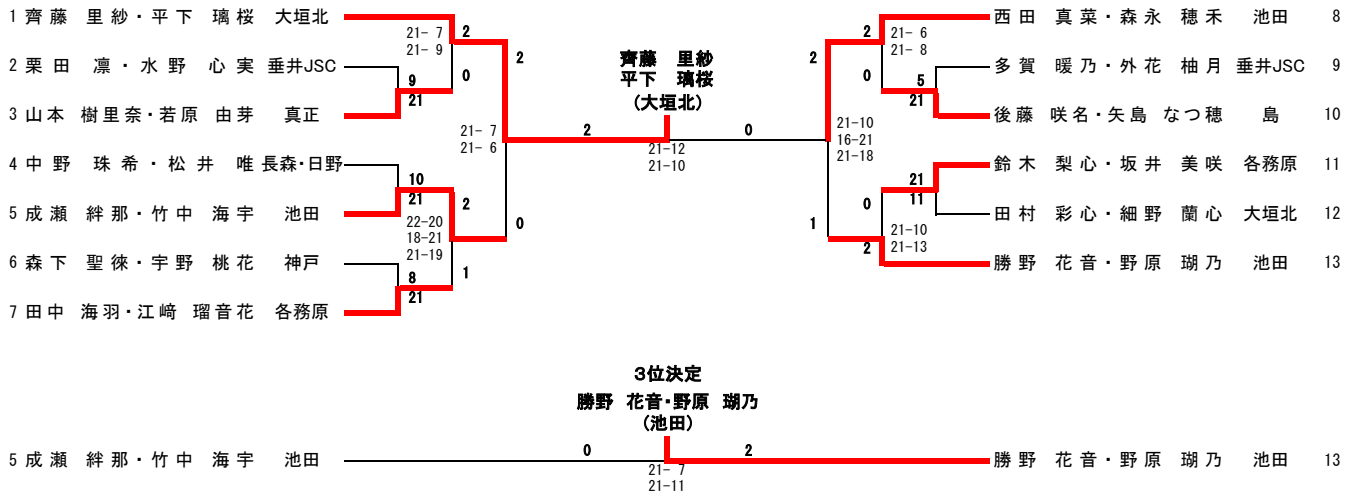 1 齊藤 里紗・平下 璃桜 大垣北
2 栗田 凛・水野 心実 垂井JSC
3 山本 樹里奈・若原 由芽 真正
4 中野 珠希・松井 唯 長森・日野
5 成瀬 絆那・竹中 海宇 池田
6 森下 聖徠・宇野 桃花 神戸
7 田中 海羽・江﨑 瑠音花 各務原
21- 7
21- 9
2
0
9
21
10
21
22-20
18-21
21-19
2
1
8
21
2
21- 7
21- 6
0
齊藤 里紗
平下 璃桜
(大垣北)
2
0
21-12
21-10
2
21-10
16-21
21-18
1
2
21- 6
21- 8
0
5
21
21
11
0
21-10
21-13
2
西田 真菜・森永 穂禾 池田 8
多賀 暖乃・外花 柚月 垂井JSC 9
後藤 咲名・矢島 なつ穂 島 10
鈴木 梨心・坂井 美咲 各務原 11
田村 彩心・細野 蘭心 大垣北 12
勝野 花音・野原 瑚乃 池田 13
3位決定
勝野 花音・野原 瑚乃
(池田)
5 成瀬 絆那・竹中 海宇 池田
0
2
21- 7
21-11
勝野 花音・野原 瑚乃 池田 13